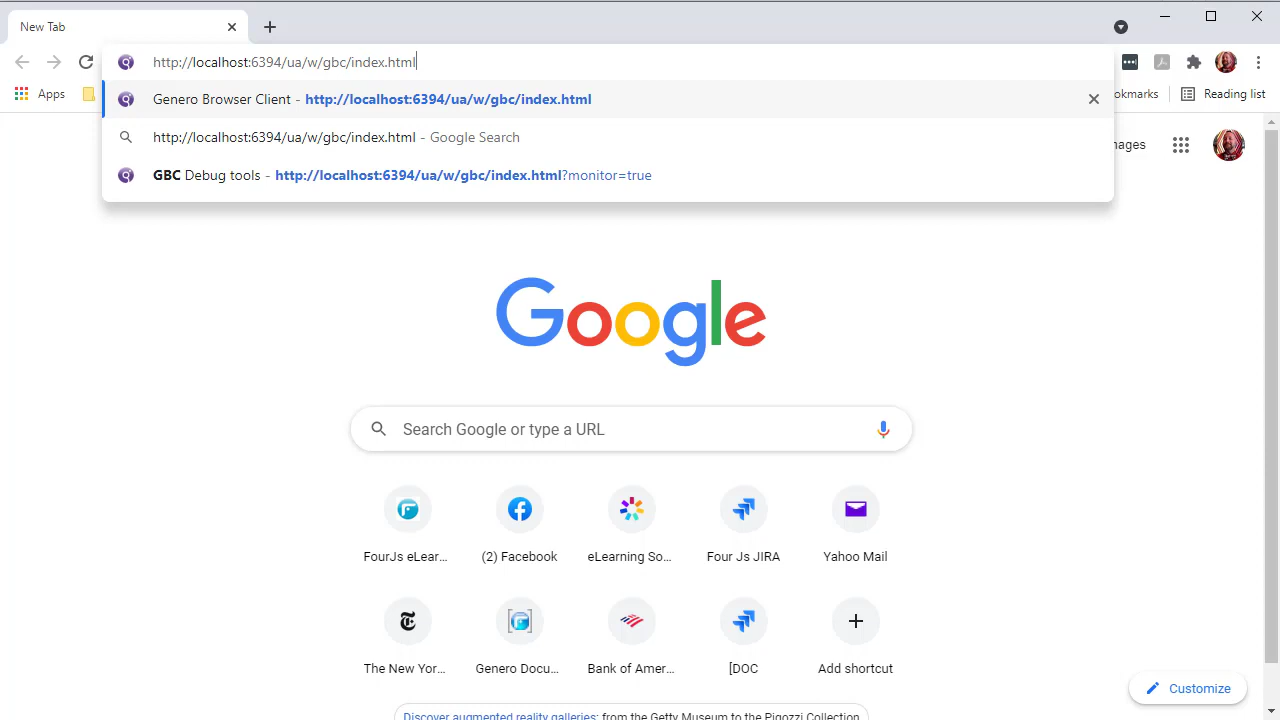 New Tab
http://localhost:6394/ua/w/gbc/index.html
Apps
Genero Browser Client - http://localhost:6394/ua/w/gbc/index.html
okmarks
Reading list
http://localhost:6394/ua/w/gbc/index.html - Google Search
GBC Debug tools - http://localhost:6394/ua/w/gbc/index.html?monitor=true
Google
Search Google or type a URL
FourJs eLear...
(2) Facebook
eLearning So...
Four Js JIRA
Yahoo Mail
The New Yor...
Genero Docu...
Bank of Amer...
[DOC
Add shortcut
Customize
Discover augmented reality galleries: from the Getty Museum to the Pigozzi Collection